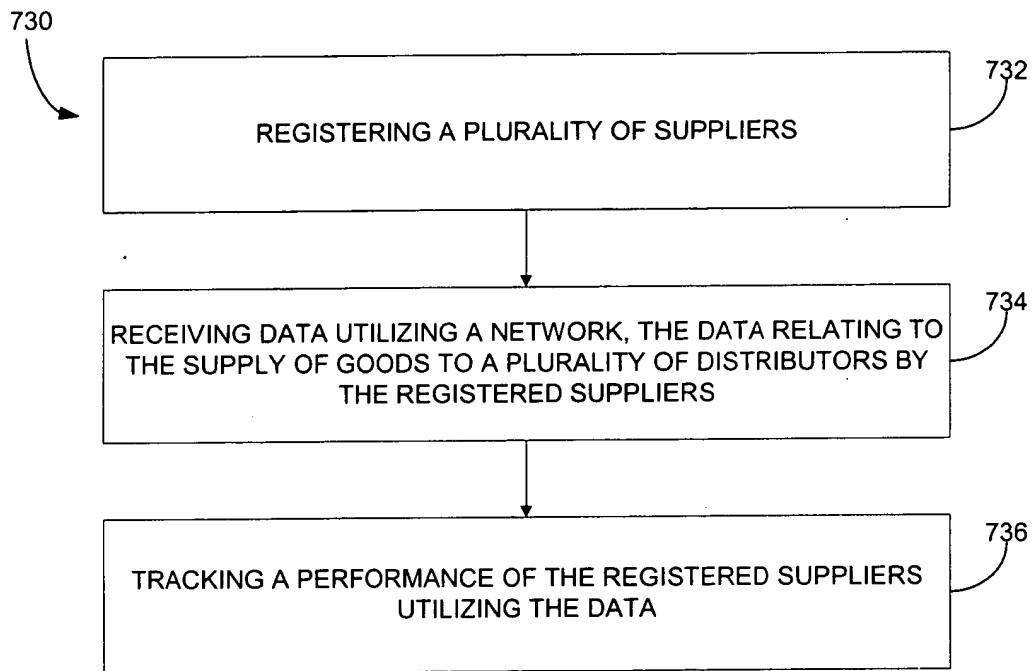 730
732
REGISTERING A PLURALITY OF SUPPLIERS
734
RECEIVING DATA UTILIZING A NETWORK, THE DATA RELATING TO
THE SUPPLY OF GOODS TO A PLURALITY OF DISTRIBUTORS BY
THE REGISTERED SUPPLIERS
736
TRACKING A PERFORMANCE OF THE REGISTERED SUPPLIERS
UTILIZING THE DATA